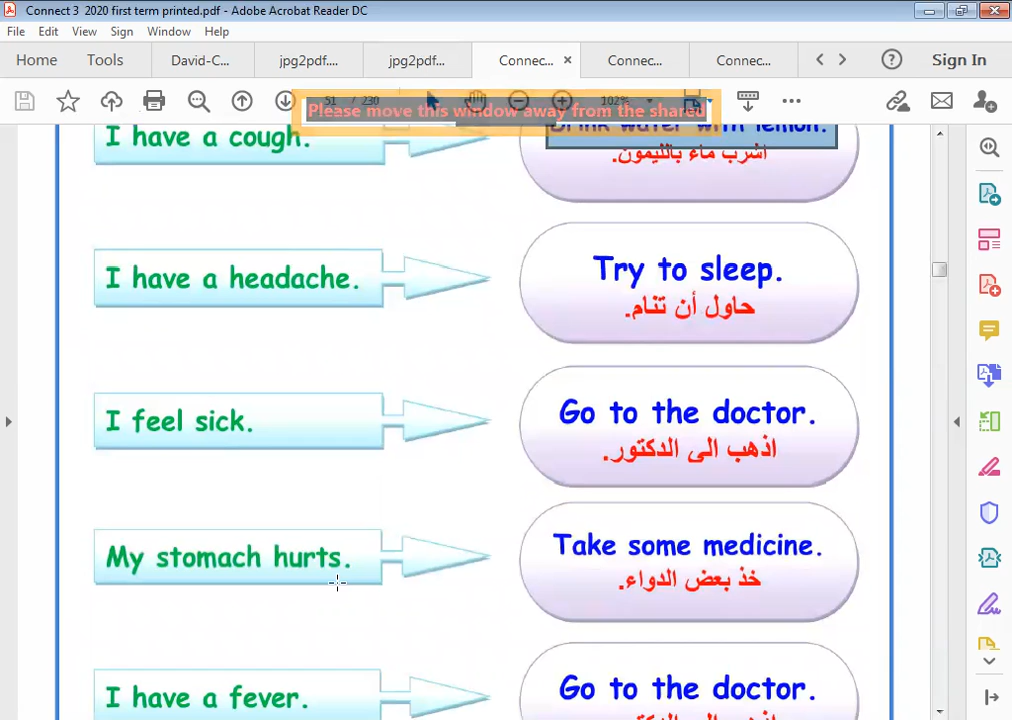 Connect 3 2020 first term printed.pdf - Adobe Acrobat Reader DC
File Edit View Sign Window Help
Home Tools David-C... jpg2pdf.... jpg2pdf.... Connec... × Connec... Connec... Sign In
51 / 230 102%
Please move this window away from the shared
I have a cough.
Drink water with lemon.
اشرب ماء بالليمون.
I have a headache.
Try to sleep.
حاول أن تنام.
I feel sick.
Go to the doctor.
اذهب الى الدكتور.
My stomach hurts.
Take some medicine.
خذ بعض الدواء.
I have a fever.
Go to the doctor.